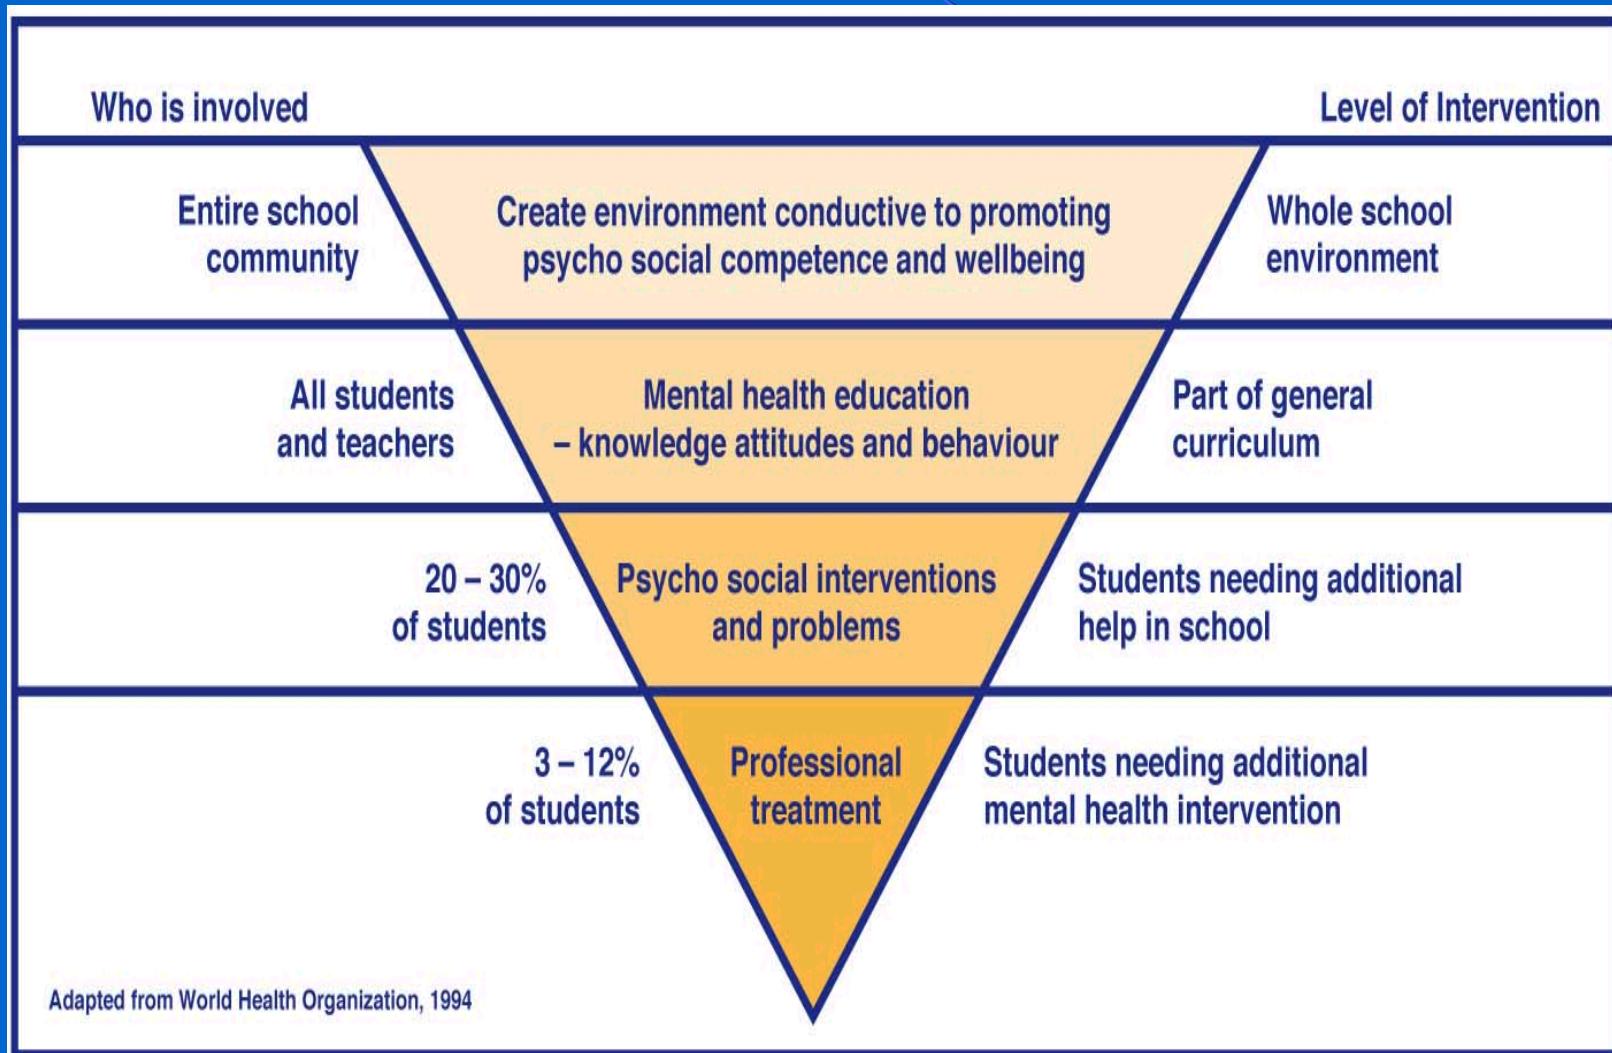 Who is involved
Level of Intervention
Entire school
community
Create environment conductive to promoting
psycho social competence and wellbeing
Whole school
environment
All students
and teachers
Mental health education
– knowledge attitudes and behaviour
Part of general
curriculum
20 – 30%
of students
Psycho social interventions
and problems
Students needing additional
help in school
3 – 12%
of students
Professional
treatment
Students needing additional
mental health intervention
Adapted from World Health Organization, 1994